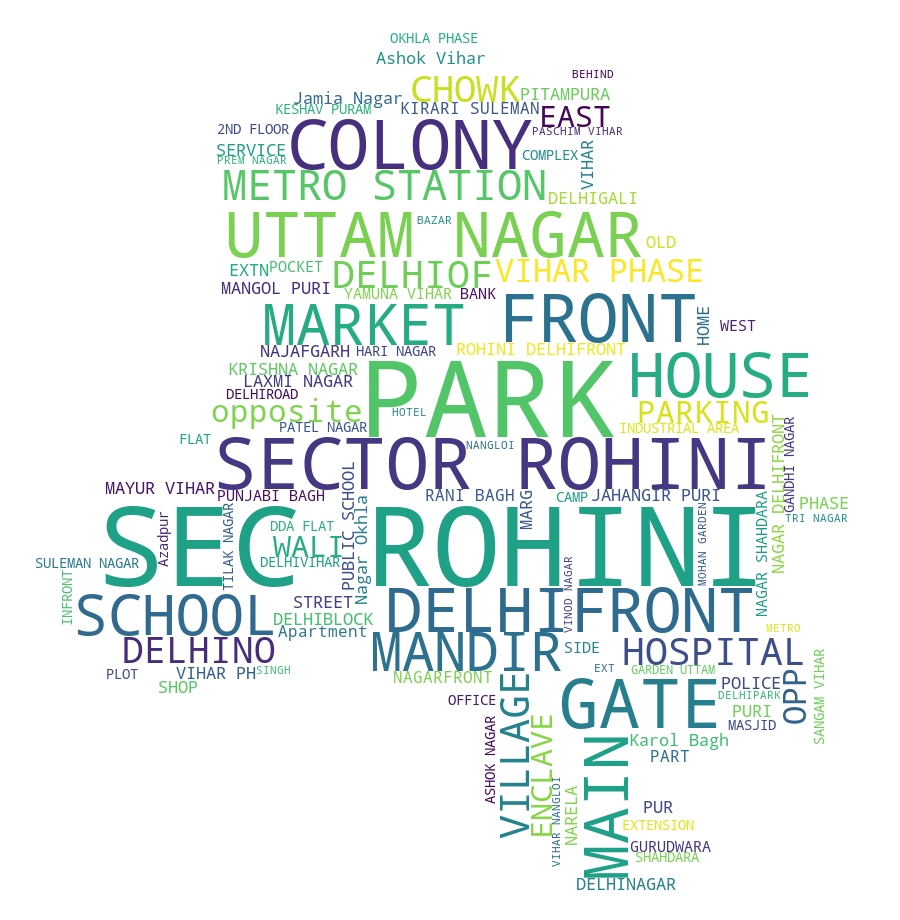 OKHLA PHASE
Ashok Vihar
BEHIND
CHOWK
PITAMPURA
Jamia Nagar
KESHAV PURAM
KIRARI SULEMAN
EAST
2ND FLOOR
COLONY
PASCHIM VIHAR
SERVICE
PREM NAGAR
COMPLEX
VIHAR
METRO STATION
DELHIGALI
UTTAM NAGAR
BAZAR
OLD
EXTN
POCKET
DELHIOF
VIHAR PHASE
MANGOL PURI
YAMUNA VIHAR
BANK
MARKET
FRONT
HOME
WEST
NAJAFGARH
HARI NAGAR
ROHINI DELHIFRONT
KRISHNA NAGAR
LAXMI NAGAR
PARK
HOUSE
DELHIROAD
opposite
HOTEL
PARKING
PATEL NAGAR
INDUSTRIAL AREA
GANDHI NAGAR
NAGAR DELHIFRONT
FLAT
SECTOR ROHINI
NANGLOI
MAYUR VIHAR
PUNJABI BAGH
PUBLIC SCHOOL
RANI BAGH
MARG
CAMP
JAHANGIR PURI
PHASE
TRI NAGAR
Azadpur
TILAK NAGAR
DDA FLAT
Nagar Okhla
SEC ROHINI
MOHAN GARDEN
NAGAR SHAHDARA
WALI
DELHIVIHAR
SULEMAN NAGAR
INFRONT
SCHOOL
STREET
DELHIFRONT
VINOD NAGAR
DELHIBLOCK
Apartment
METRO
DELHINO
MANDIR
SIDE
HOSPITAL
SANGAM VIHAR
PLOT
VIHAR PH
SINGH
EXT
GARDEN UTTAM
NAGARFRONT
SHOP
POLICE
OPP
OFFICE
VILLAGE
GATE
DELHIPARK
PURI
MASJID
ASHOK NAGAR
ENCLAVE
MAIN
Karol Bagh
PART
VIHAR NANGLOI
NARELA
PUR
EXTENSION
GURUDWARA
SHAHDARA
DELHINAGAR